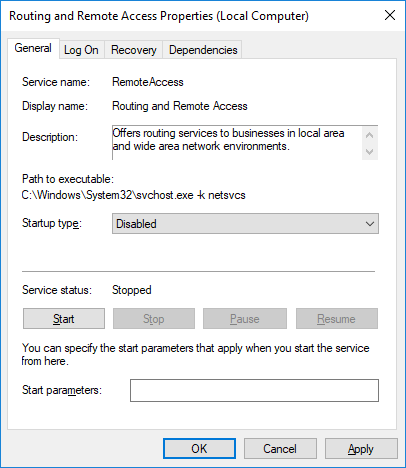 Routing and Remote Access Properties (Local Computer)
General Log On Recovery Dependencies
Service name: RemoteAccess
Display name: Routing and Remote Access
Description: Offers routing services to businesses in local area
and wide area network environments.
Path to executable:
C:\Windows\System32\svchost.exe -k netsvcs
Startup type: Disabled
Service status: Stopped
Start Stop Pause Resume
You can specify the start parameters that apply when you start the service
from here.
Start parameters:
OK Cancel Apply